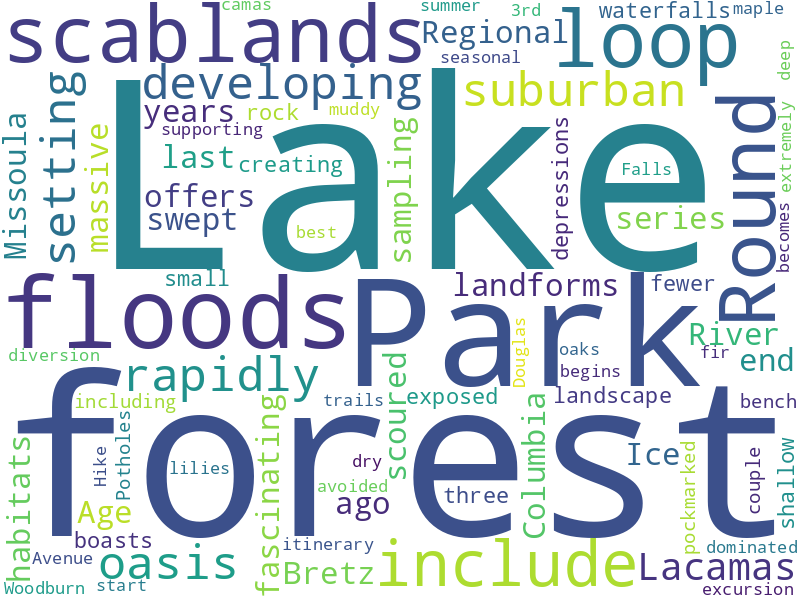 camas
summer
3rd
waterfalls
maple
scablands
Regional
loop
seasonal
deep
developing
suburban
Lake
years
rock
muddy
supporting
setting
Missoula
massive
last
creating
sampling
depressions
Falls
Round
extremely
offers
swept
best
series
becomes
small
landforms
fewer
floods
Park
River
diversion
rapidly
Douglas
oaks
fir
end
begins
including
trails
exposed
landscape
bench
scoured
forest
fascinating
Columbia
habitats
Potholes
Hike
lilies
dry
avoided
three
Ice
pockmarked
couple
shallow
Age
ago
boasts
itinerary
dominated
Avenue
oasis
Bretz
include
Lacamas
Woodburn
start
excursion